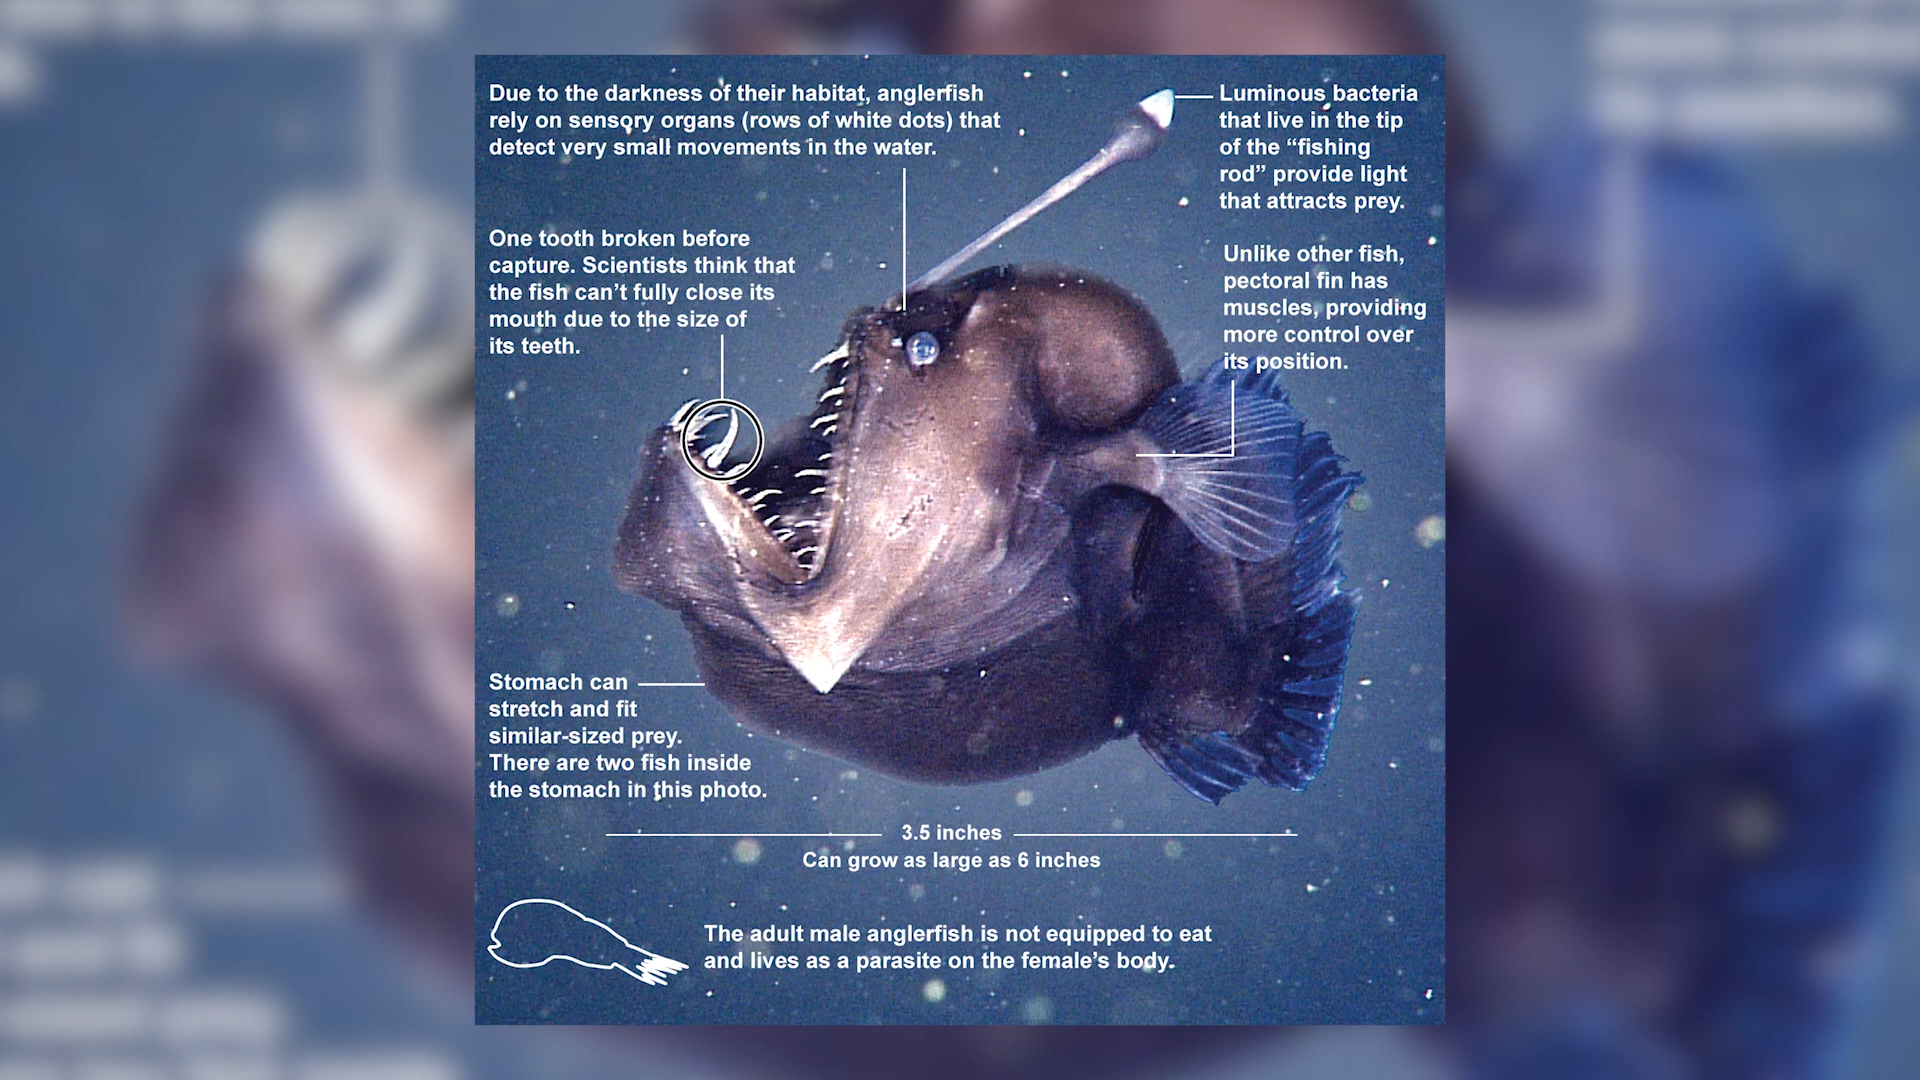 Due to the darkness of their habitat, anglerfish
rely on sensory organs (rows of white dots) that
detect very small movements in the water.
Luminous bacteria
that live in the tip
of the “fishing
rod” provide light
that attracts prey.
One tooth broken before
capture. Scientists think that
the fish can’t fully close its
mouth due to the size of
its teeth.
Unlike other fish,
pectoral fin has
muscles, providing
more control over
its position.
Stomach can
stretch and fit
similar-sized prey.
There are two fish inside
the stomach in this photo.
3.5 inches
Can grow as large as 6 inches
The adult male anglerfish is not equipped to eat
and lives as a parasite on the female’s body.